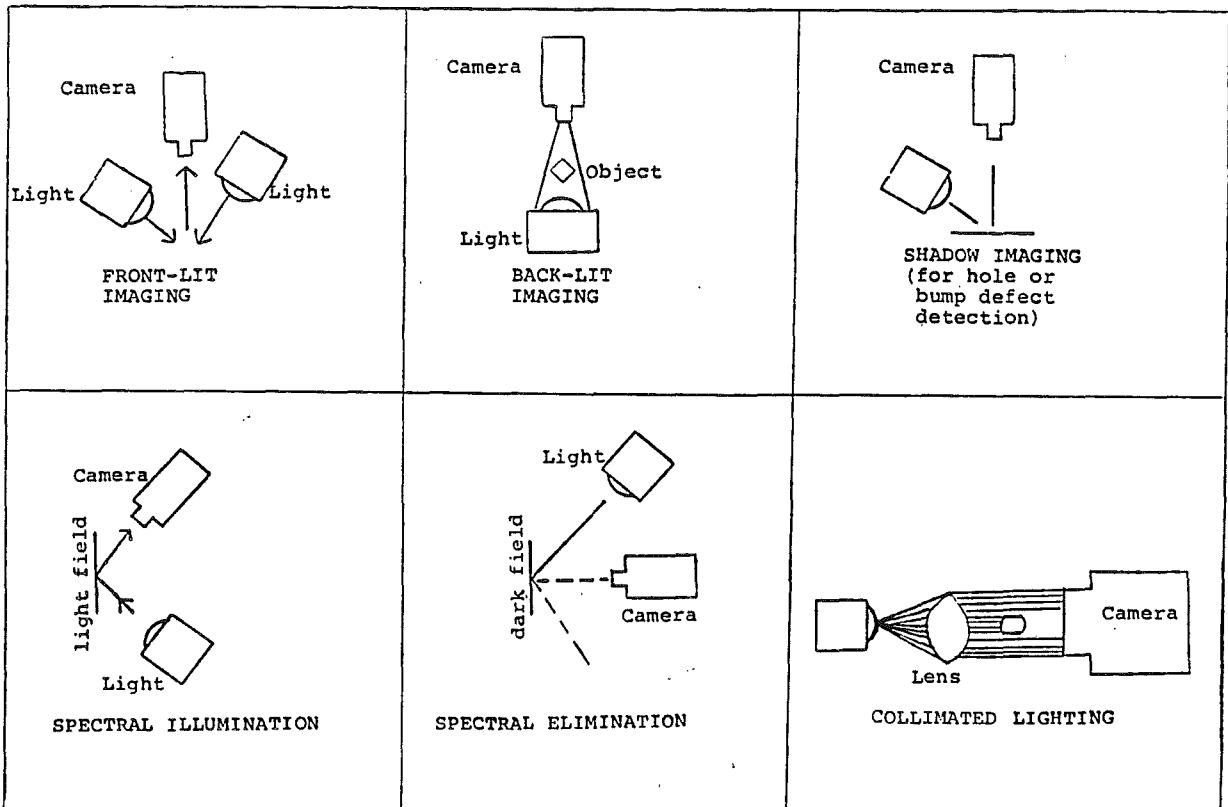 Camera
Light
Light
FRONT-LIT
IMAGING
Camera
Object
Light
BACK-LIT
IMAGING
Camera
Light
SHADOW IMAGING
(for hole or
bump defect
detection)
Camera
light field
Light
SPECTRAL ILLUMINATION
Light
dark field
Camera
SPECTRAL ELIMINATION
Camera
Lens
COLLIMATED LIGHTING